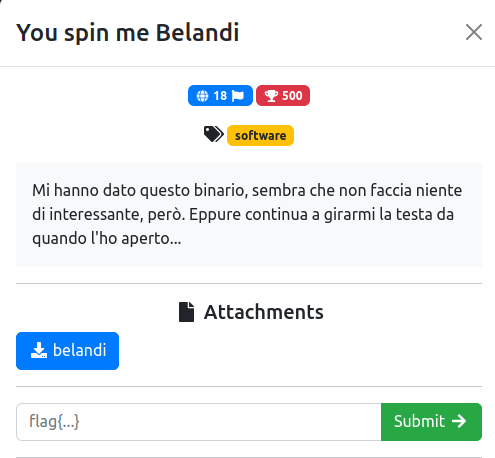 You spin me Belandi
18 500
software
Mi hanno dato questo binario, sembra che non faccia niente
di interessante, però. Eppure continua a girarmi la testa da
quando l'ho aperto...
Attachments
belandi
flag{...} Submit